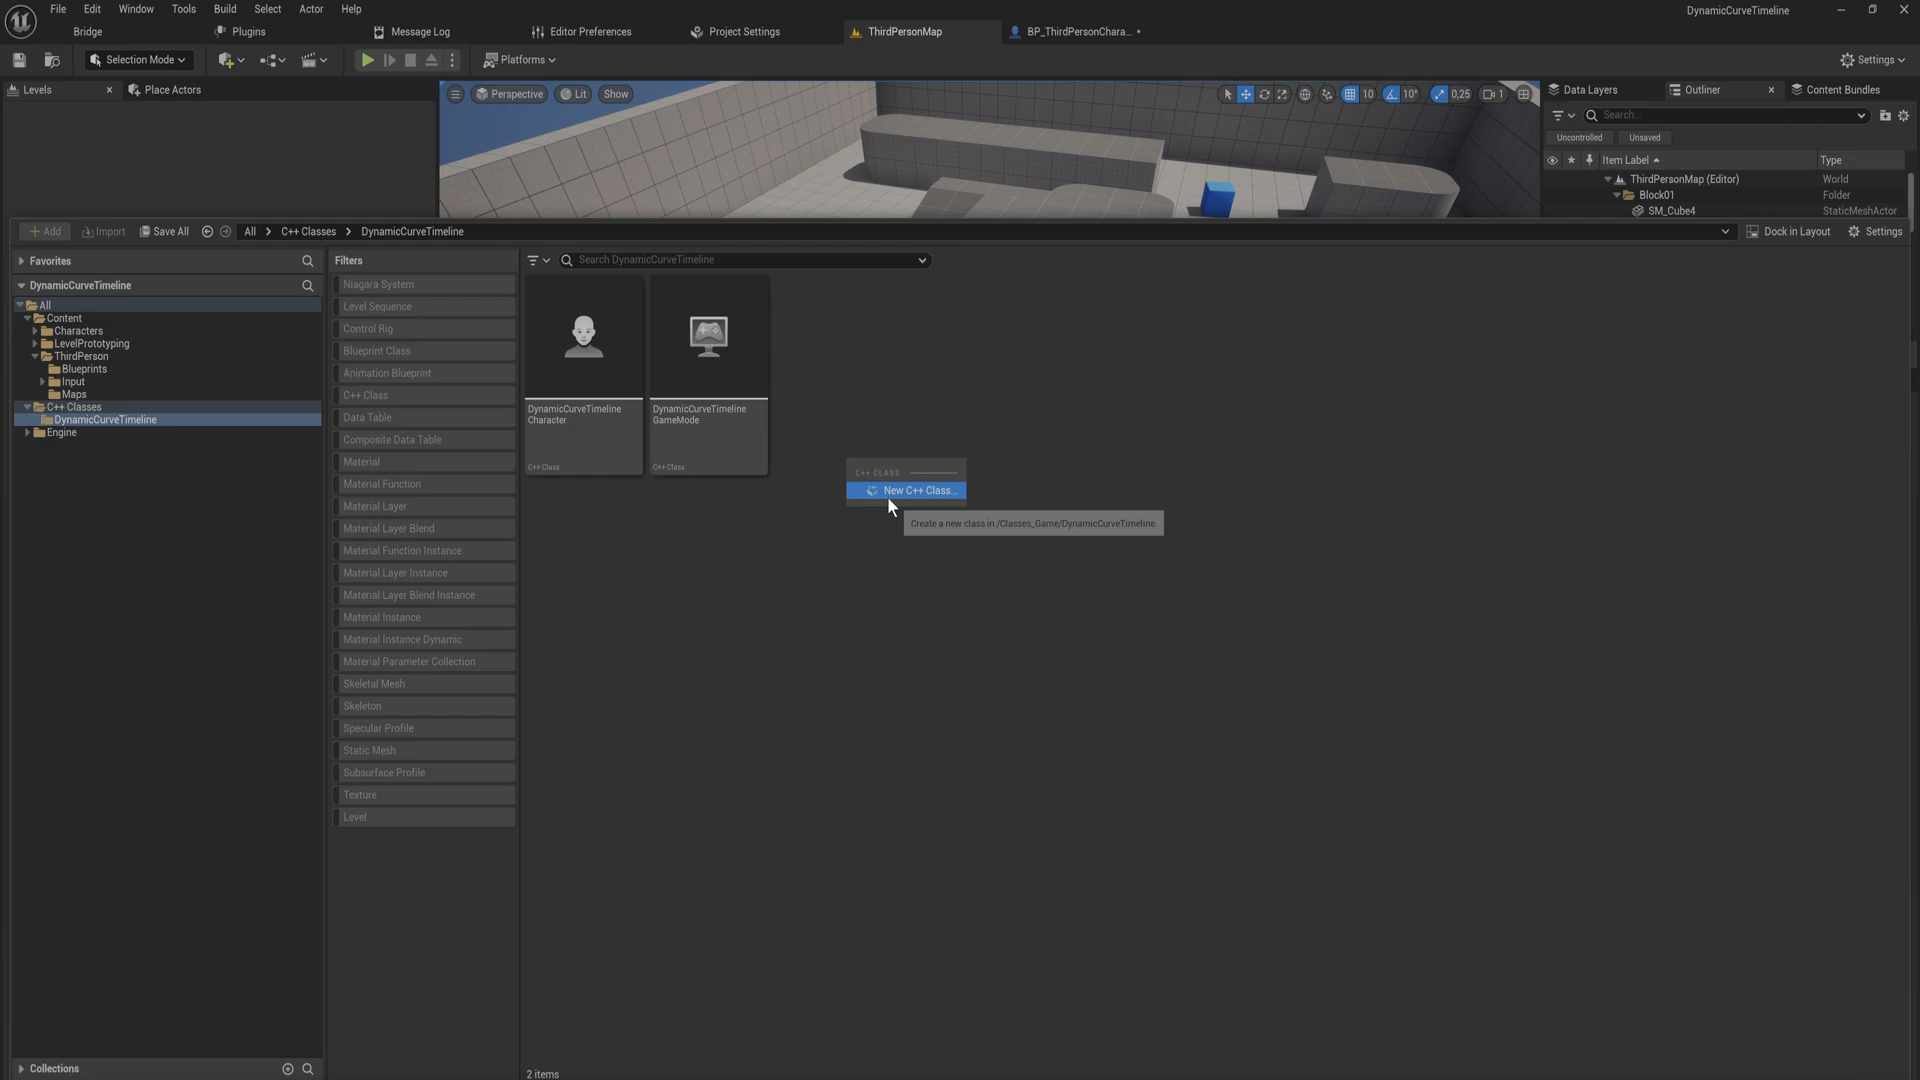 File Edit Window Tools Build Select Actor Help
DynamicCurveTimeline
Bridge
Plugins
Message Log
Editor Preferences
Project Settings
ThirdPersonMap
BP_ThirdPersonChara... •
Selection Mode
Platforms
Settings
Levels
Place Actors
Perspective
Lit
Show
10
10°
0,25
1
Data Layers
Outliner
Content Bundles
Search...
Uncontrolled
Unsaved
Item Label
Type
ThirdPersonMap (Editor)
World
Block01
Folder
SM_Cube4
StaticMeshActor
Add
Import
Save All
All
C++ Classes
DynamicCurveTimeline
Dock in Layout
Settings
Favorites
DynamicCurveTimeline
All
Content
Characters
LevelPrototyping
ThirdPerson
Blueprints
Input
Maps
C++ Classes
DynamicCurveTimeline
Engine
Collections
Filters
Niagara System
Level Sequence
Control Rig
Blueprint Class
Animation Blueprint
C++ Class
Data Table
Composite Data Table
Material
Material Function
Material Layer
Material Layer Blend
Material Function Instance
Material Layer Instance
Material Layer Blend Instance
Material Instance
Material Instance Dynamic
Material Parameter Collection
Skeletal Mesh
Skeleton
Specular Profile
Static Mesh
Subsurface Profile
Texture
Level
Search DynamicCurveTimeline
DynamicCurveTimeline
Character
C++ Class
DynamicCurveTimeline
GameMode
C++ Class
C++ CLASS
New C++ Class...
Create a new class in /Classes_Game/DynamicCurveTimeline.
2 items